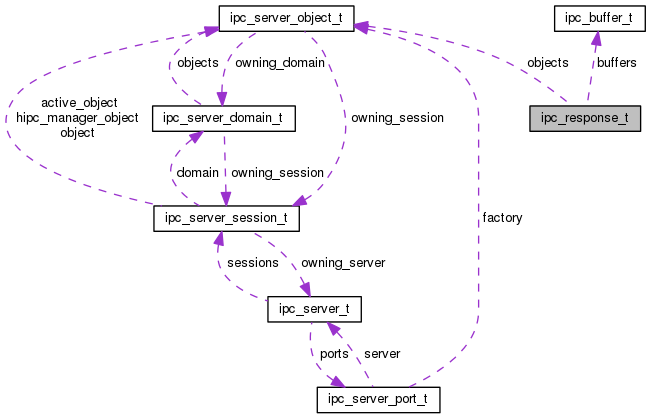 ipc_server_object_t
ipc_buffer_t
objects
owning_domain
objects
buffers
active_object
hipc_manager_object
object
ipc_server_domain_t
owning_session
ipc_response_t
domain
owning_session
ipc_server_session_t
factory
sessions
owning_server
ipc_server_t
ports
server
ipc_server_port_t